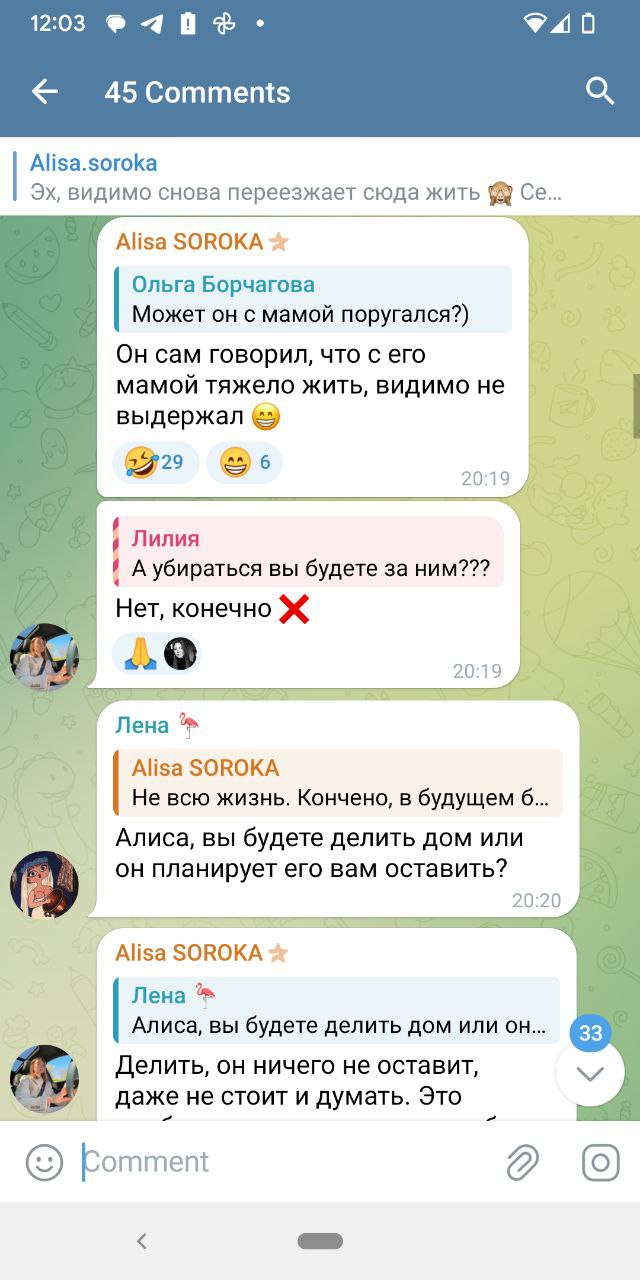 12:03
45 Comments
Alisa.soroka
Эх, видимо снова переезжает сюда жить 🙈 Се...
Alisa SOROKA
Ольга Борчагова
Может он с мамой поругался?)
Он сам говорил, что с его
мамой тяжело жить, видимо не
выдержал 😁
🤣 29 😁 6
20:19
Лилия
А убираться вы будете за ним???
Нет, конечно ❌
🙏
20:19
Лена 🦩
Alisa SOROKA
Не всю жизнь. Кончено, в будущем б...
Алиса, вы будете делить дом или
он планирует его вам оставить?
20:20
Alisa SOROKA
Лена 🦩
Алиса, вы будете делить дом или он...
33
Делить, он ничего не оставит,
даже не стоит и думать. Это
Comment